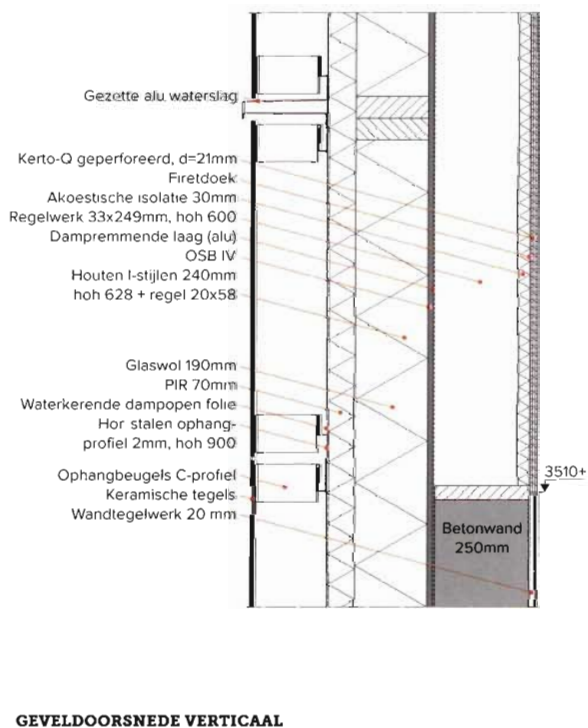 Gezette alu waterslag
Kerto-Q geperforeerd, d=21mm
Firetdoek
Akoestische isolatie 30mm
Regelwerk 33x249mm, hoh 600
Dampremmende laag (alu)
OSB IV
Houten I-stijlen 240mm
hoh 628 + regel 20x58
Glaswol 190mm
PIR 70mm
Waterkerende dampopen folie
Hor stalen ophang-
profiel 2mm, hoh 900
Ophangbeugels C-profiel
Keramische tegels
Wandtegelwerk 20 mm
3510+
Betonwand
250mm
GEVELDOORSNEDE VERTICAAL